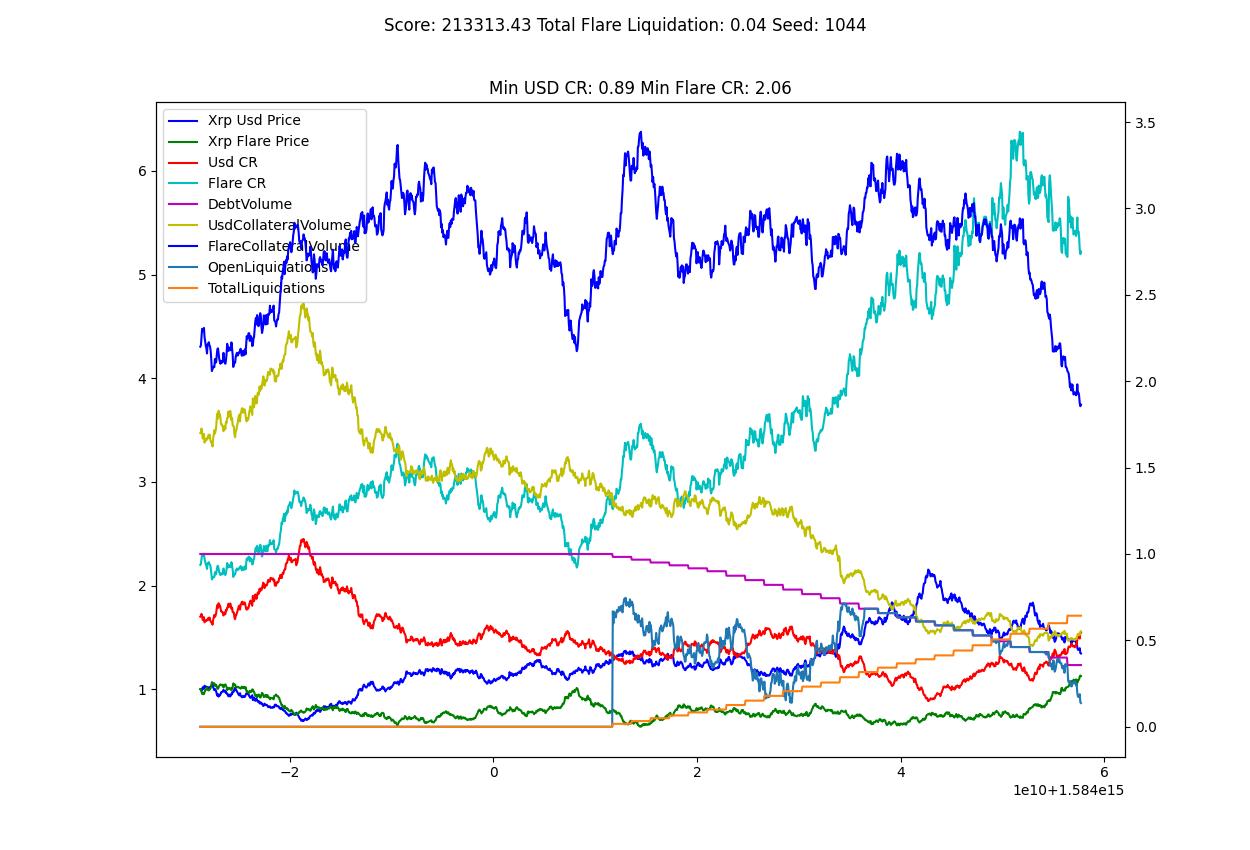 Score: 213313.43 Total Flare Liquidation: 0.04 Seed: 1044
Min USD CR: 0.89 Min Flare CR: 2.06
Xrp Usd Price
Xrp Flare Price
Usd CR
Flare CR
DebtVolume
UsdCollateralVolume
FlareCollateralVolume
OpenLiquidations
TotalLiquidations
6
5
4
3
2
1
3.5
3.0
2.5
2.0
1.5
1.0
0.5
0.0
−2 0 2 4 6
1e10+1.584e15